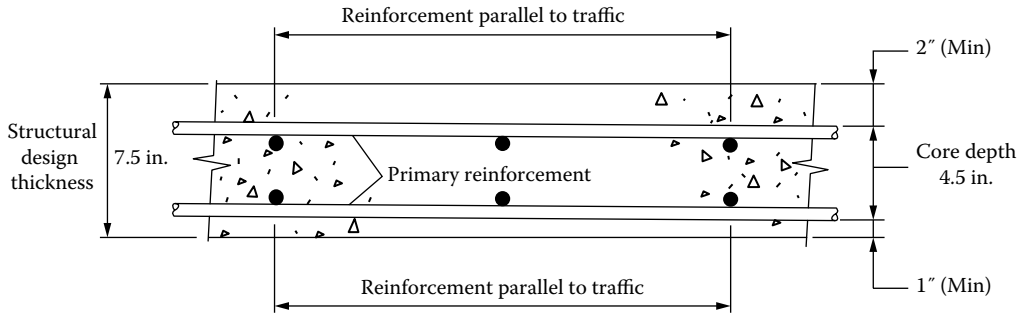 Reinforcement parallel to traffic
2″ (Min)
Structural
design
thickness
7.5 in.
Primary reinforcement
Core depth
4.5 in.
Reinforcement parallel to traffic
1″ (Min)